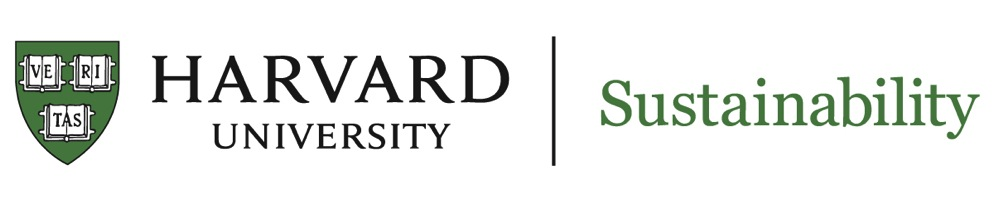 VE RI
TAS
HARVARD
UNIVERSITY
Sustainability